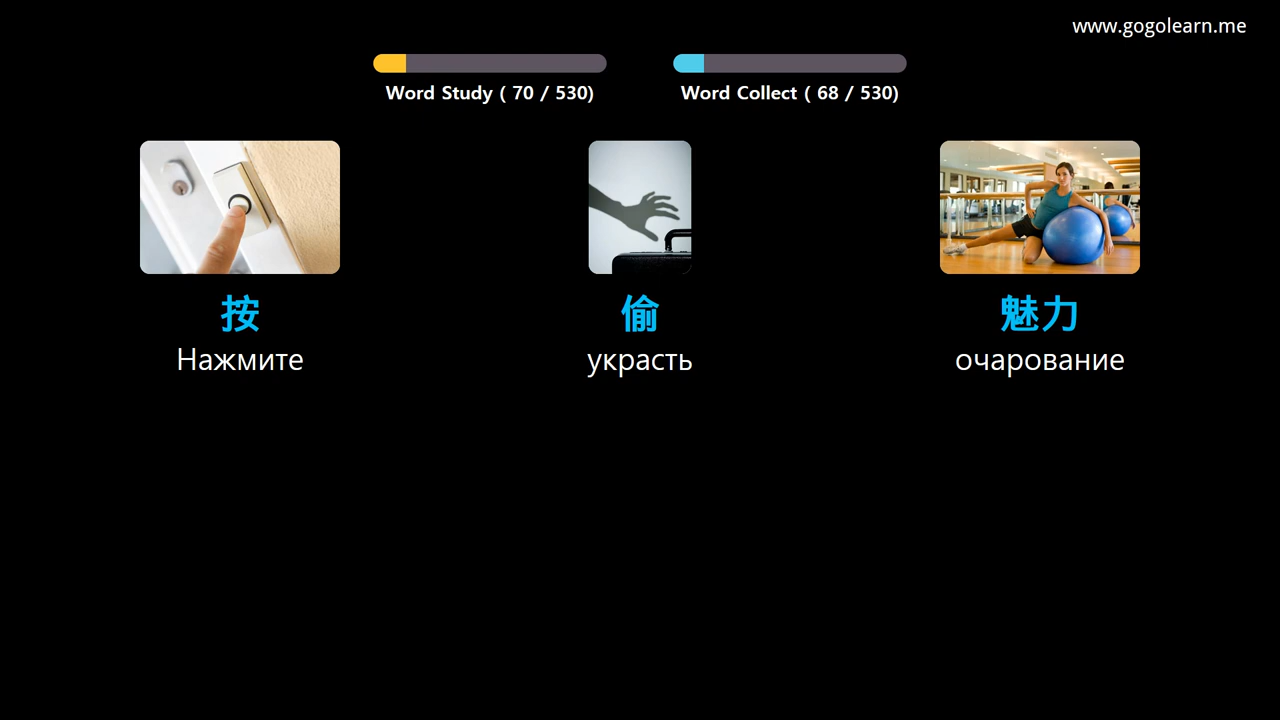 www.gogolearn.me
Word Study ( 70 / 530)
Word Collect ( 68 / 530)
按
偷
魅力
Нажмите
украсть
очарование